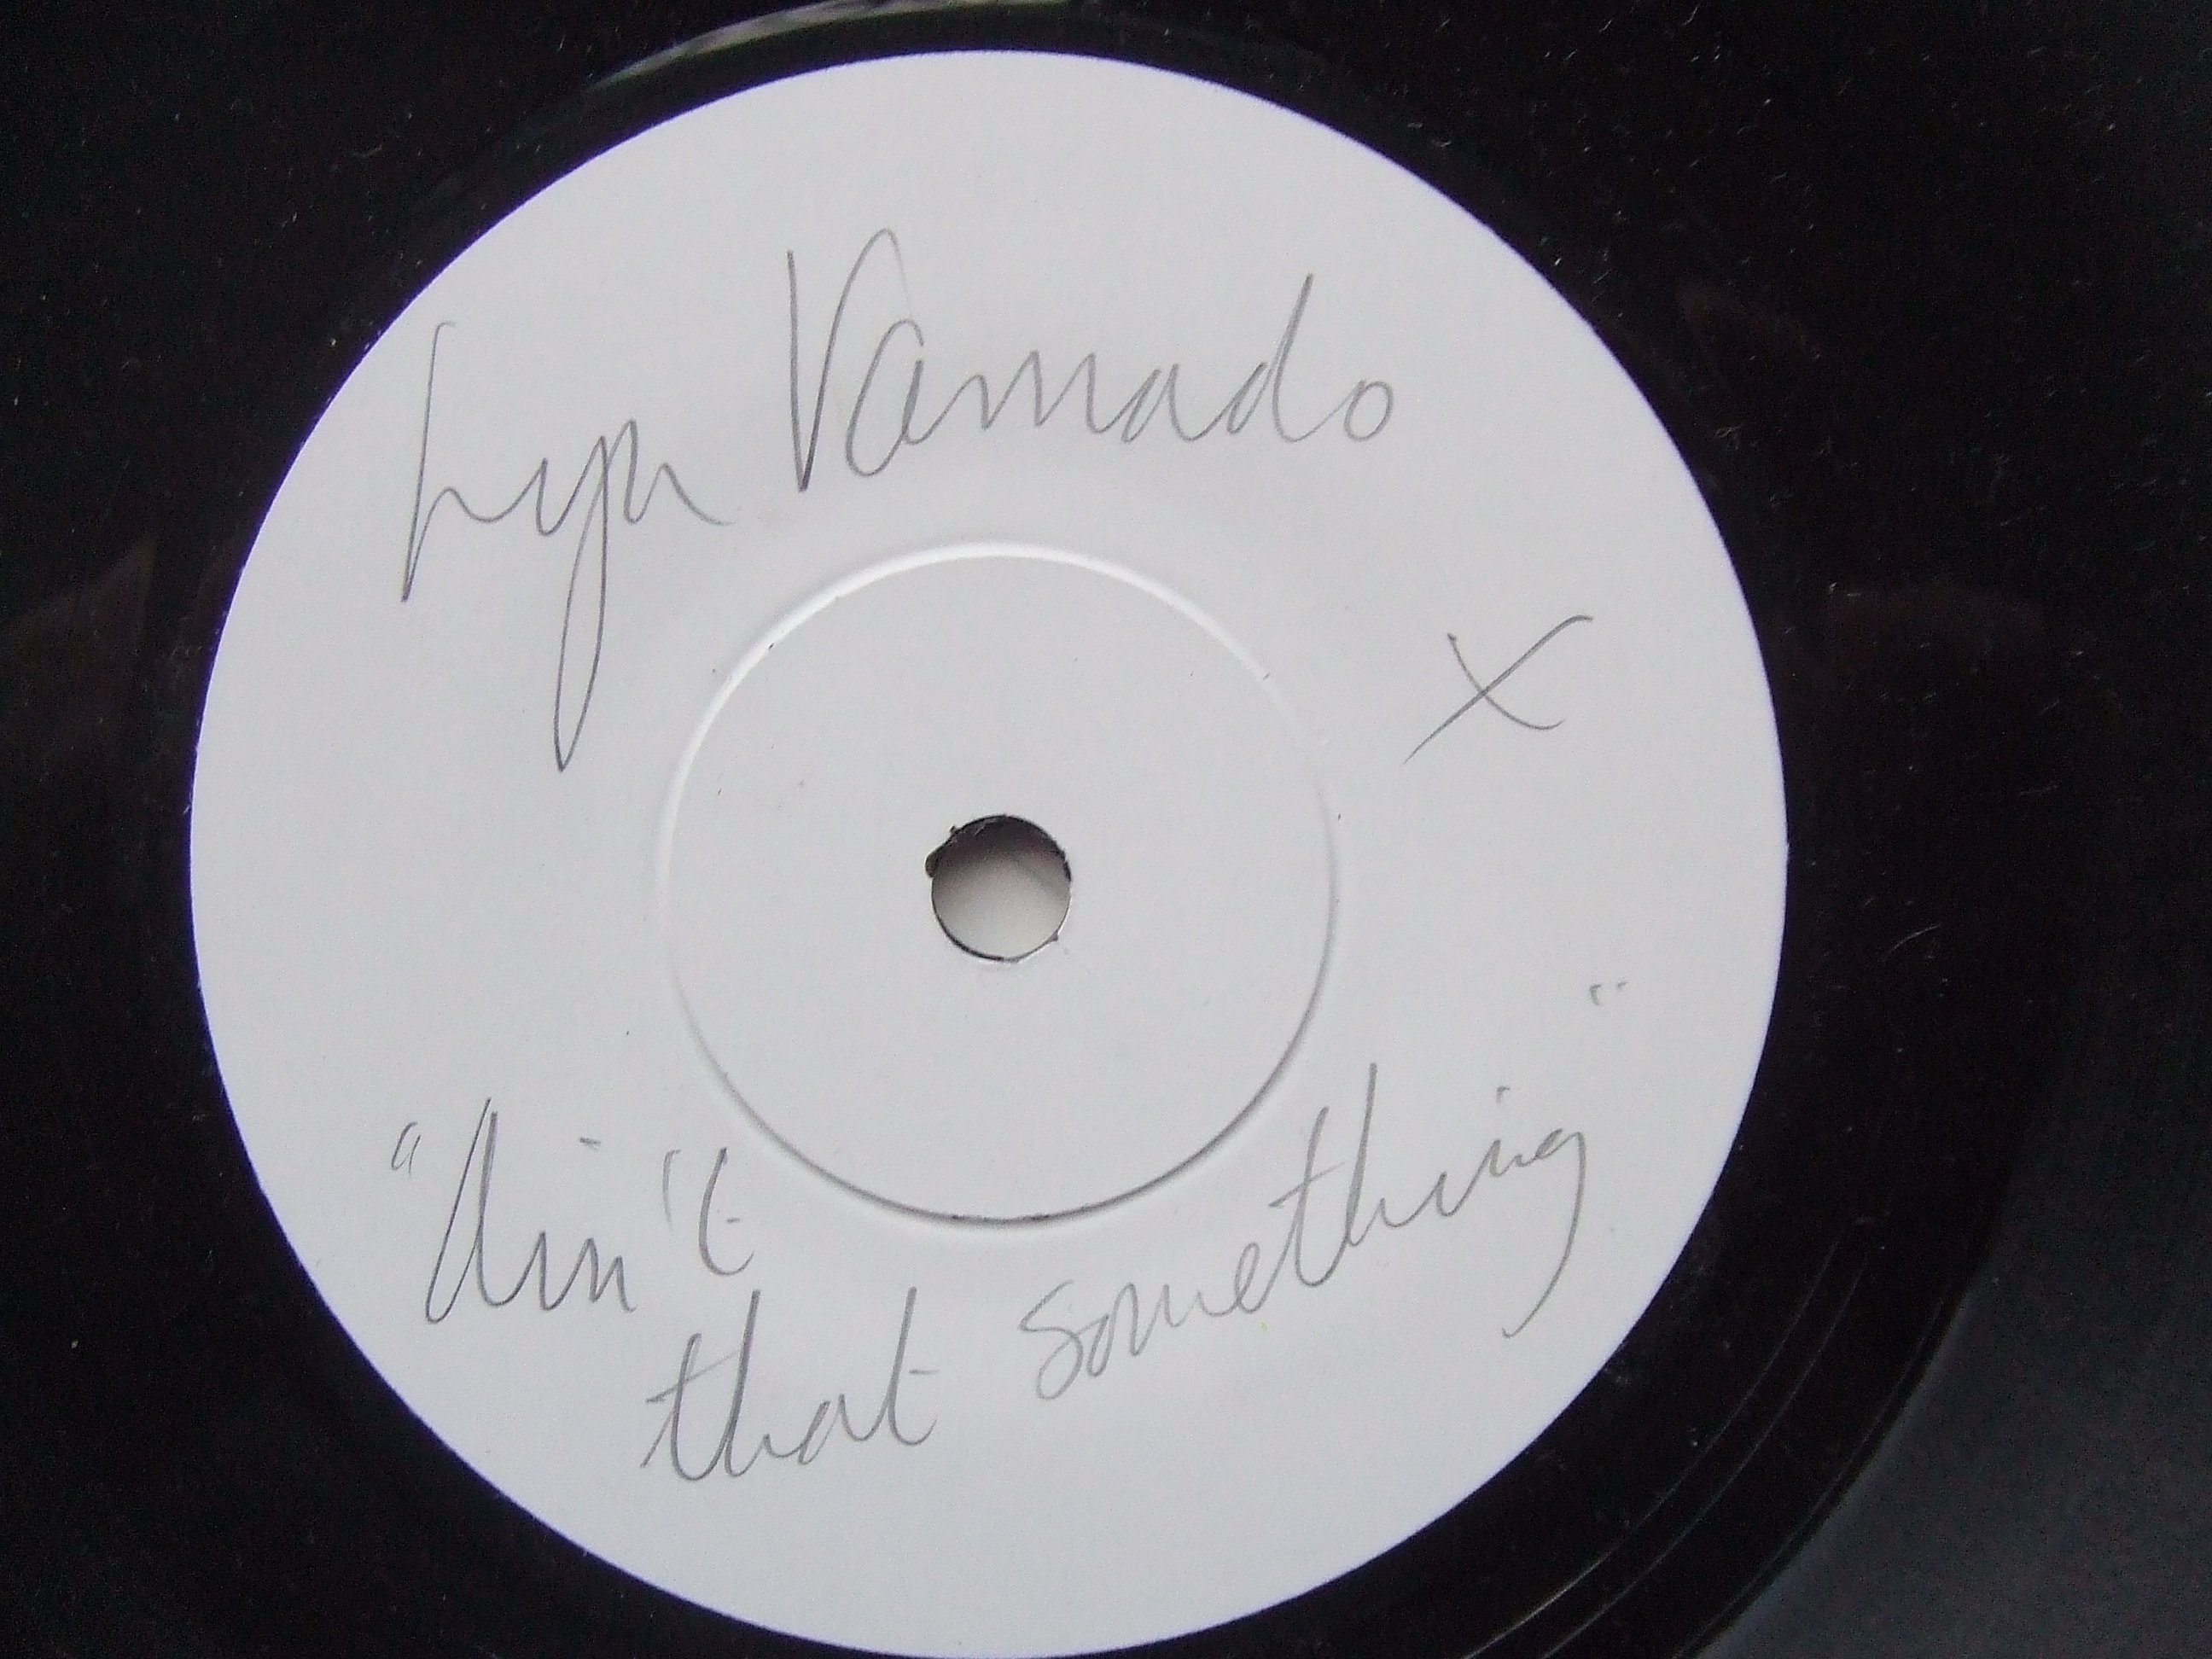 Lyn Vamado
x
"Ain't
that something"